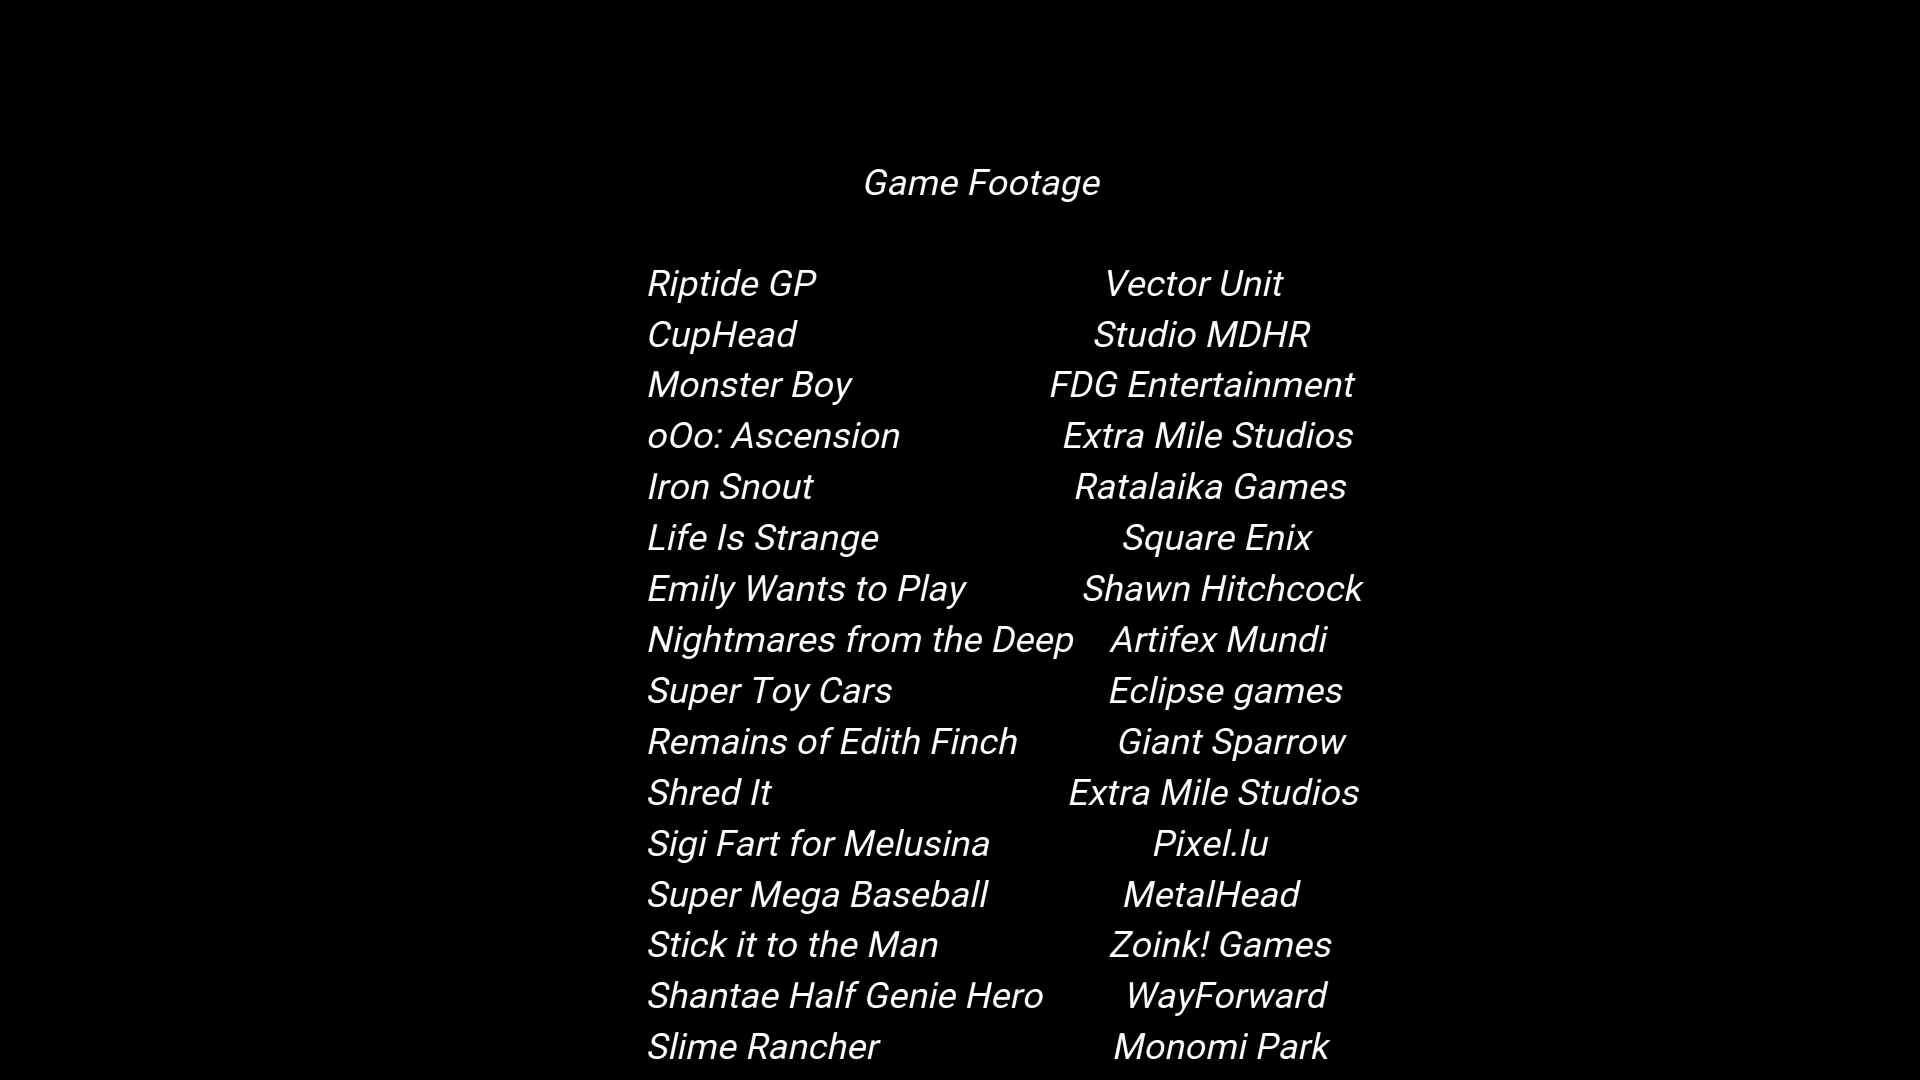 Game Footage
Riptide GP Vector Unit
CupHead Studio MDHR
Monster Boy FDG Entertainment
oOo: Ascension Extra Mile Studios
Iron Snout Ratalaika Games
Life Is Strange Square Enix
Emily Wants to Play Shawn Hitchcock
Nightmares from the Deep Artifex Mundi
Super Toy Cars Eclipse games
Remains of Edith Finch Giant Sparrow
Shred It Extra Mile Studios
Sigi Fart for Melusina Pixel.lu
Super Mega Baseball MetalHead
Stick it to the Man Zoink! Games
Shantae Half Genie Hero WayForward
Slime Rancher Monomi Park